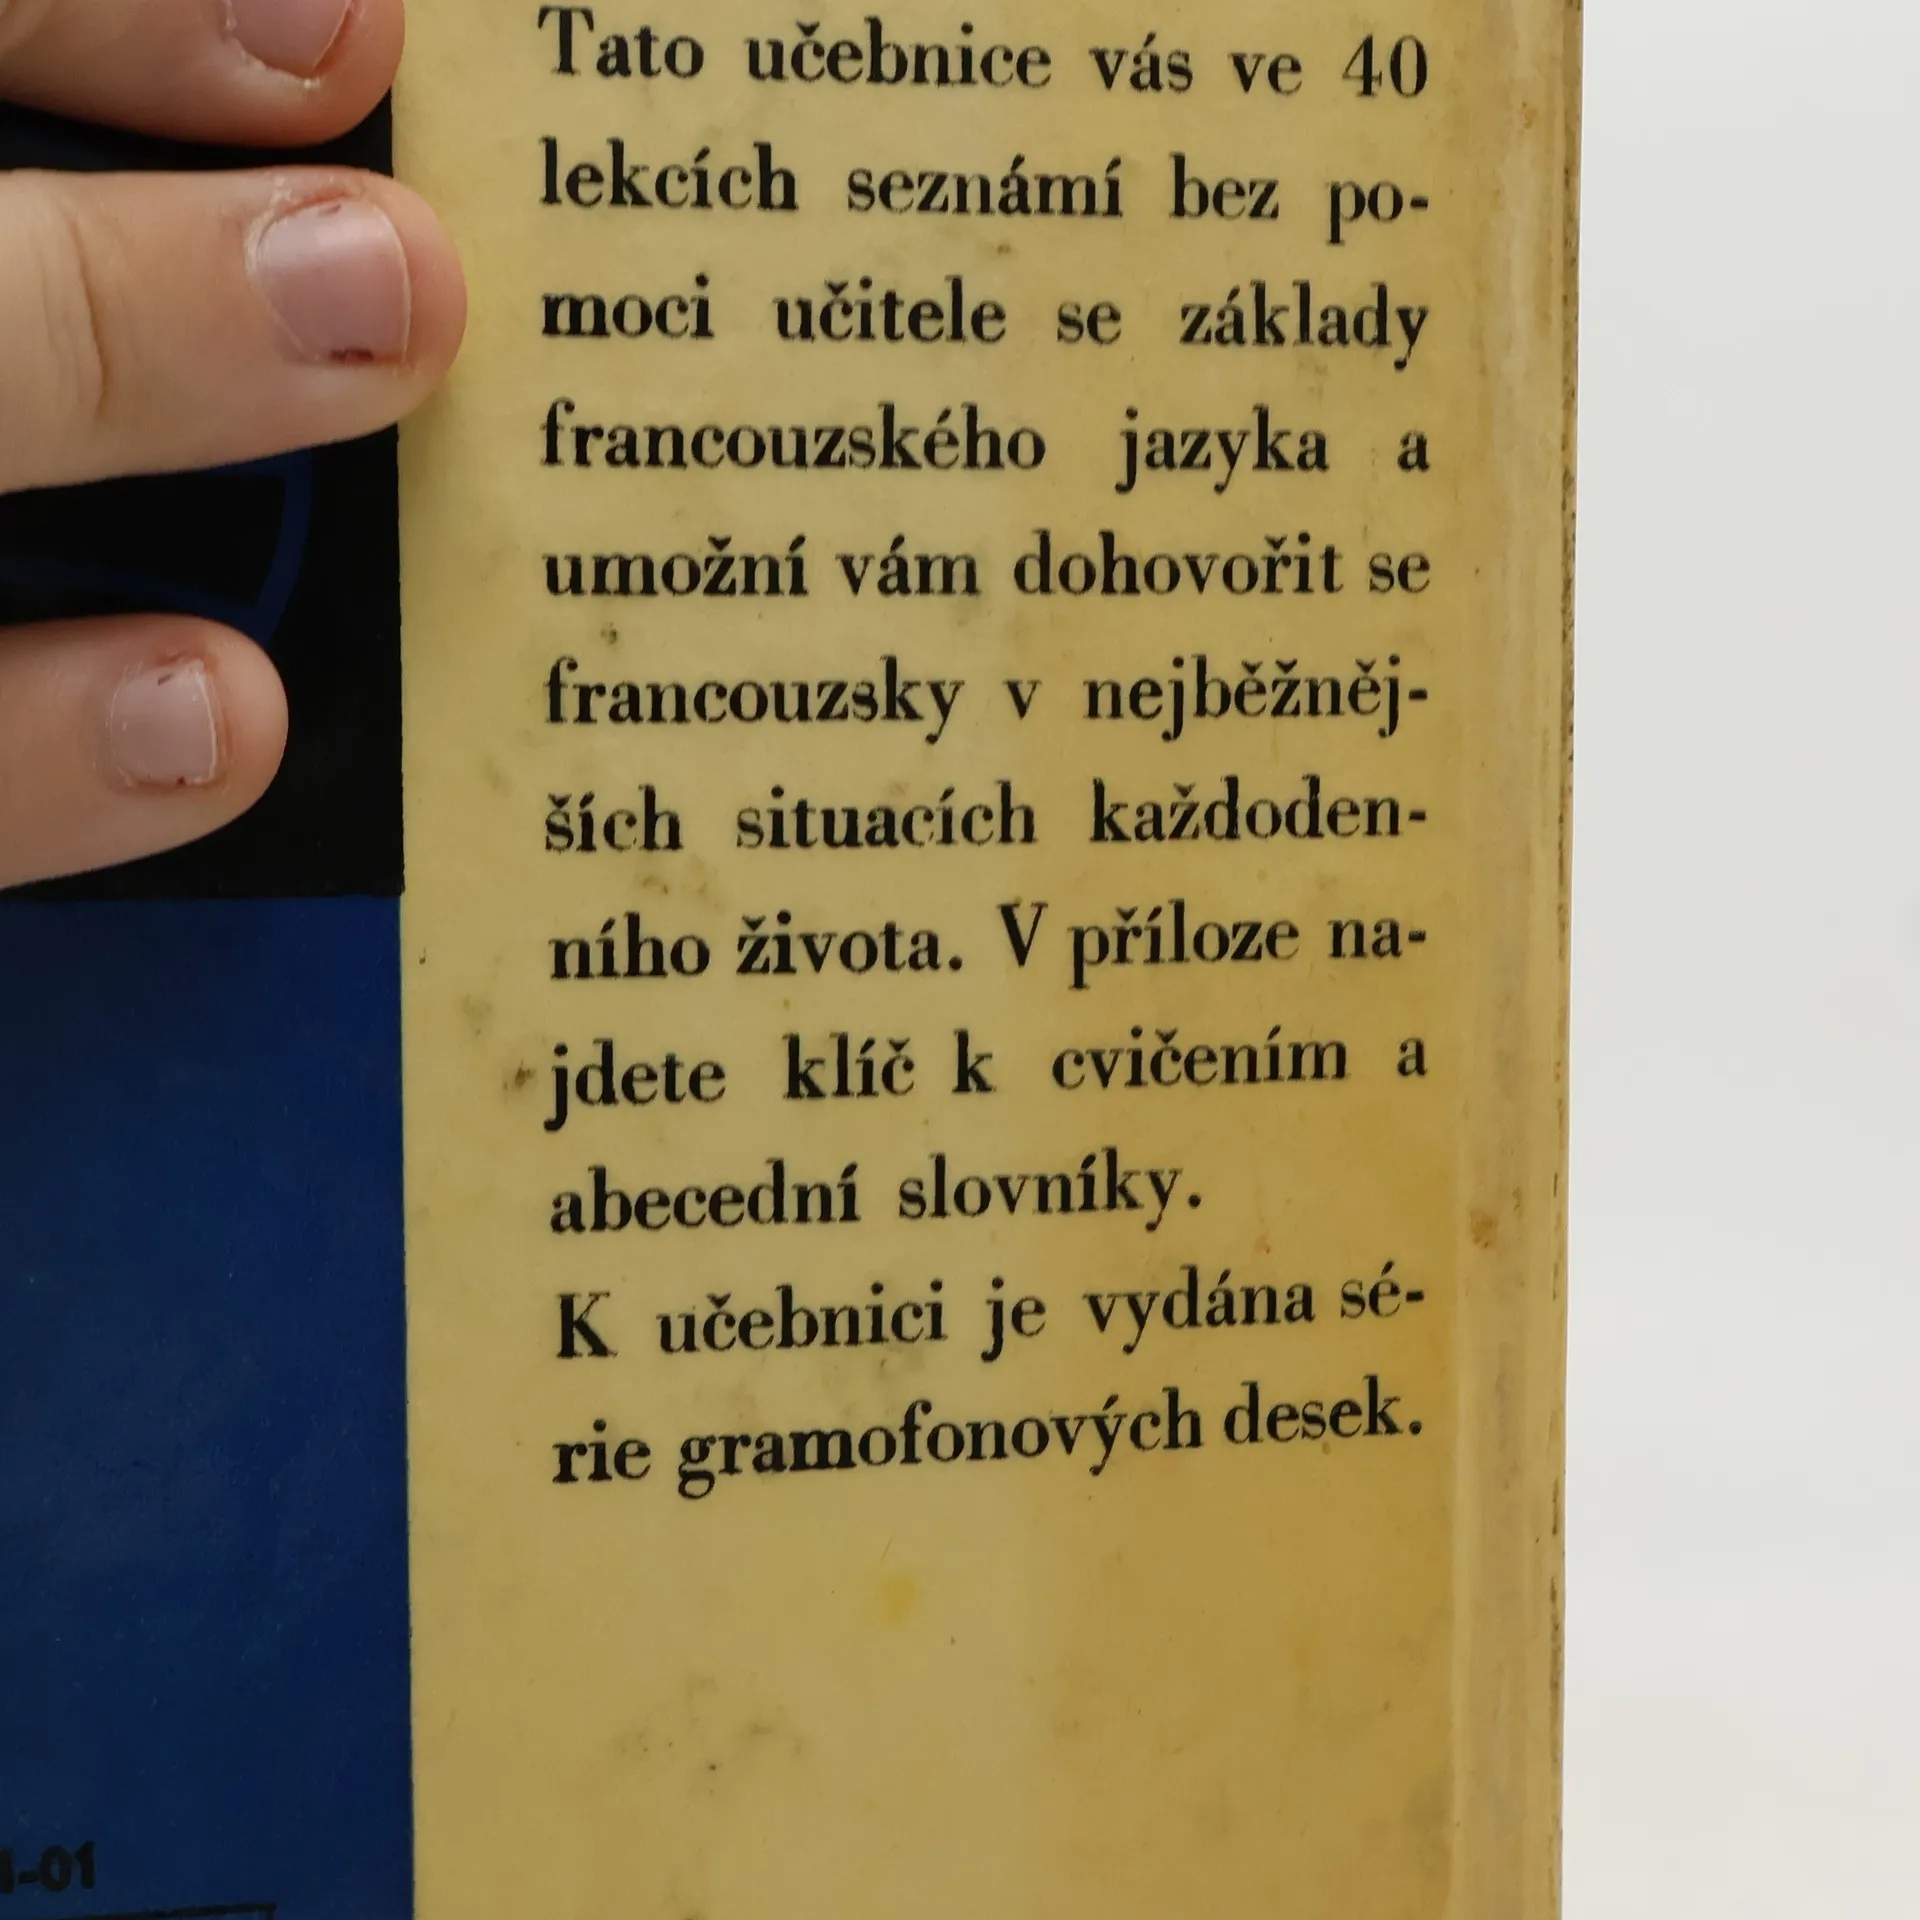 Tato učebnice vás ve 40
lekcích seznámí bez po-
moci učitele se základy
francouzského jazyka a
umožní vám dohovořit se
francouzsky v nejběžněj-
ších situacích každoden-
ního života. V příloze na-
jdete klíč k cvičením a
abecední slovníky.
K učebnici je vydána sé-
rie gramofonových desek.
-01